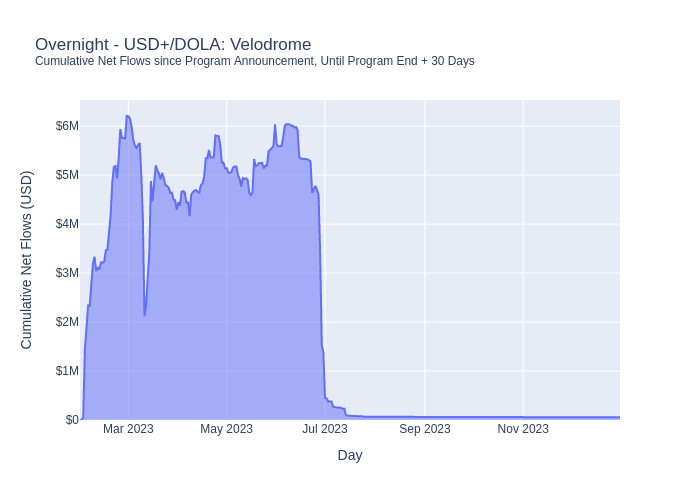 Overnight - USD+/DOLA: Velodrome
Cumulative Net Flows since Program Announcement, Until Program End + 30 Days
Cumulative Net Flows (USD)
$6M
$5M
$4M
$3M
$2M
$1M
$0
Mar 2023 May 2023 Jul 2023 Sep 2023 Nov 2023
Day